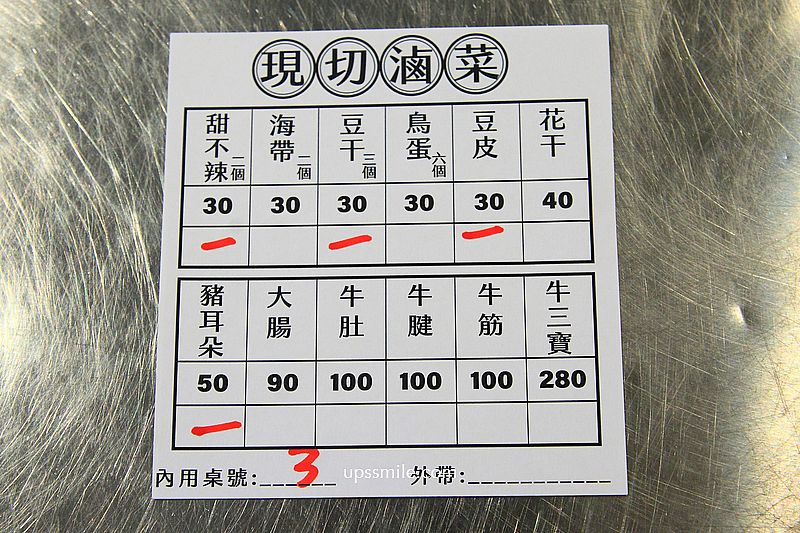 現切滷菜
甜不辣二個 海帶二個 豆干三個 鳥蛋六個 豆皮 花干
30 30 30 30 30 40
一 一 一
豬耳朵 大腸 牛肚 牛腱 牛筋 牛三寶
50 90 100 100 100 280
一
內用桌號:______ 3 外帶:____________